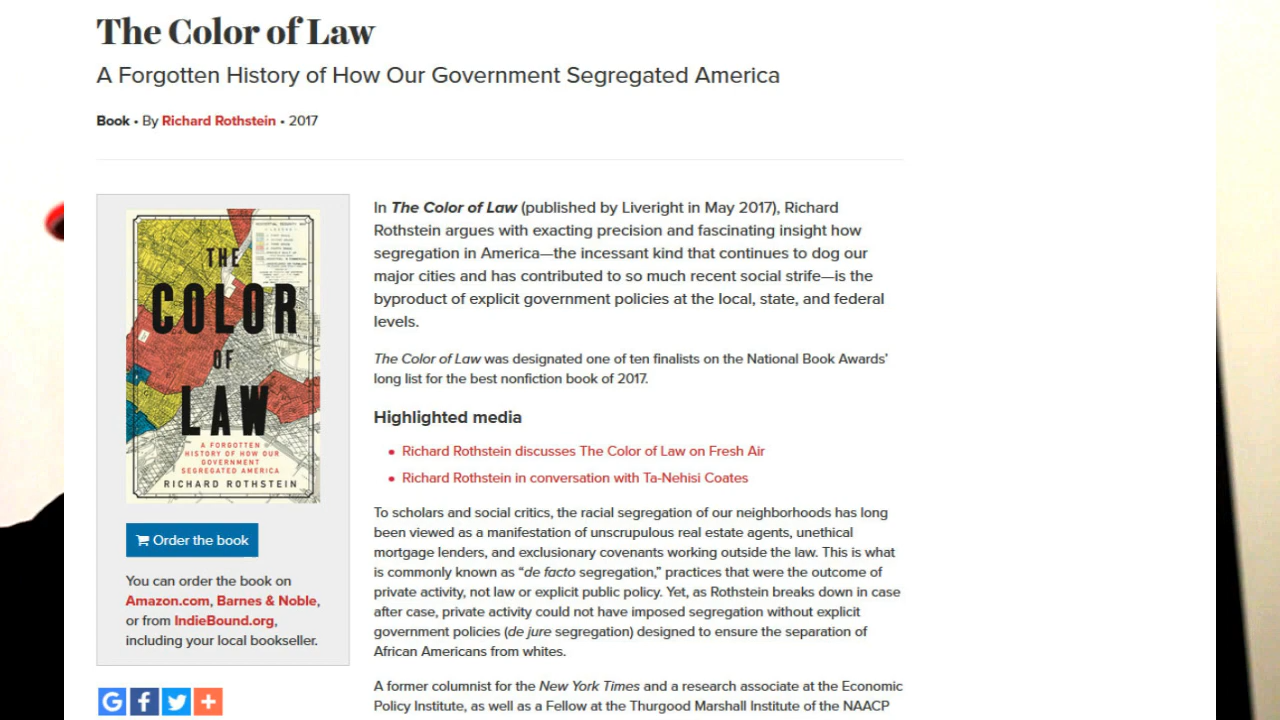 The Color of Law
A Forgotten History of How Our Government Segregated America
Book • By Richard Rothstein • 2017
THE
COLOR
OF
LAW
A FORGOTTEN
HISTORY OF HOW OUR
GOVERNMENT
SEGREGATED AMERICA
RICHARD ROTHSTEIN
Order the book
You can order the book on
Amazon.com, Barnes & Noble,
or from IndieBound.org,
including your local bookseller.
G f +
In The Color of Law (published by Liveright in May 2017), Richard
Rothstein argues with exacting precision and fascinating insight how
segregation in America—the incessant kind that continues to dog our
major cities and has contributed to so much recent social strife—is the
byproduct of explicit government policies at the local, state, and federal
levels.
The Color of Law was designated one of ten finalists on the National Book Awards’
long list for the best nonfiction book of 2017.
Highlighted media
• Richard Rothstein discusses The Color of Law on Fresh Air
• Richard Rothstein in conversation with Ta-Nehisi Coates
To scholars and social critics, the racial segregation of our neighborhoods has long
been viewed as a manifestation of unscrupulous real estate agents, unethical
mortgage lenders, and exclusionary covenants working outside the law. This is what
is commonly known as “de facto segregation,” practices that were the outcome of
private activity, not law or explicit public policy. Yet, as Rothstein breaks down in case
after case, private activity could not have imposed segregation without explicit
government policies (de jure segregation) designed to ensure the separation of
African Americans from whites.
A former columnist for the New York Times and a research associate at the Economic
Policy Institute, as well as a Fellow at the Thurgood Marshall Institute of the NAACP